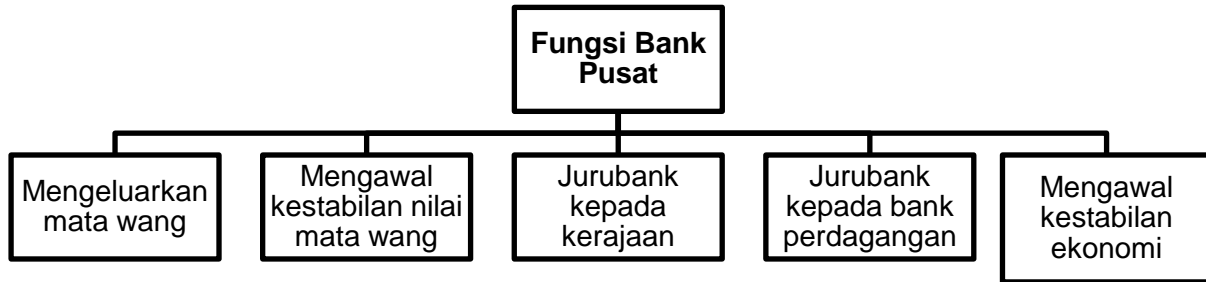 Fungsi Bank
Pusat
Mengeluarkan
mata wang
Mengawal
kestabilan nilai
mata wang
Jurubank
kepada
kerajaan
Jurubank
kepada bank
perdagangan
Mengawal
kestabilan
ekonomi